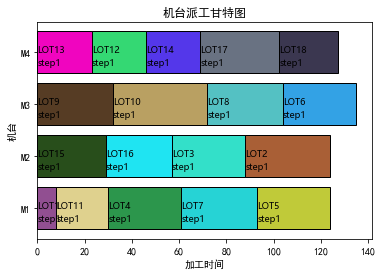 机台派工甘特图
M4
LOT13 LOT12 LOT14 LOT17 LOT18
step1 step1 step1 step1 step1
M3
LOT9 LOT10 LOT8 LOT6
step1 step1 step1 step1
机台
M2
LOT15 LOT16 LOT3 LOT2
step1 step1 step1 step1
M1
LOT1 LOT11 LOT4 LOT7 LOT5
step1 step1 step1 step1 step1
0 20 40 60 80 100 120 140
加工时间